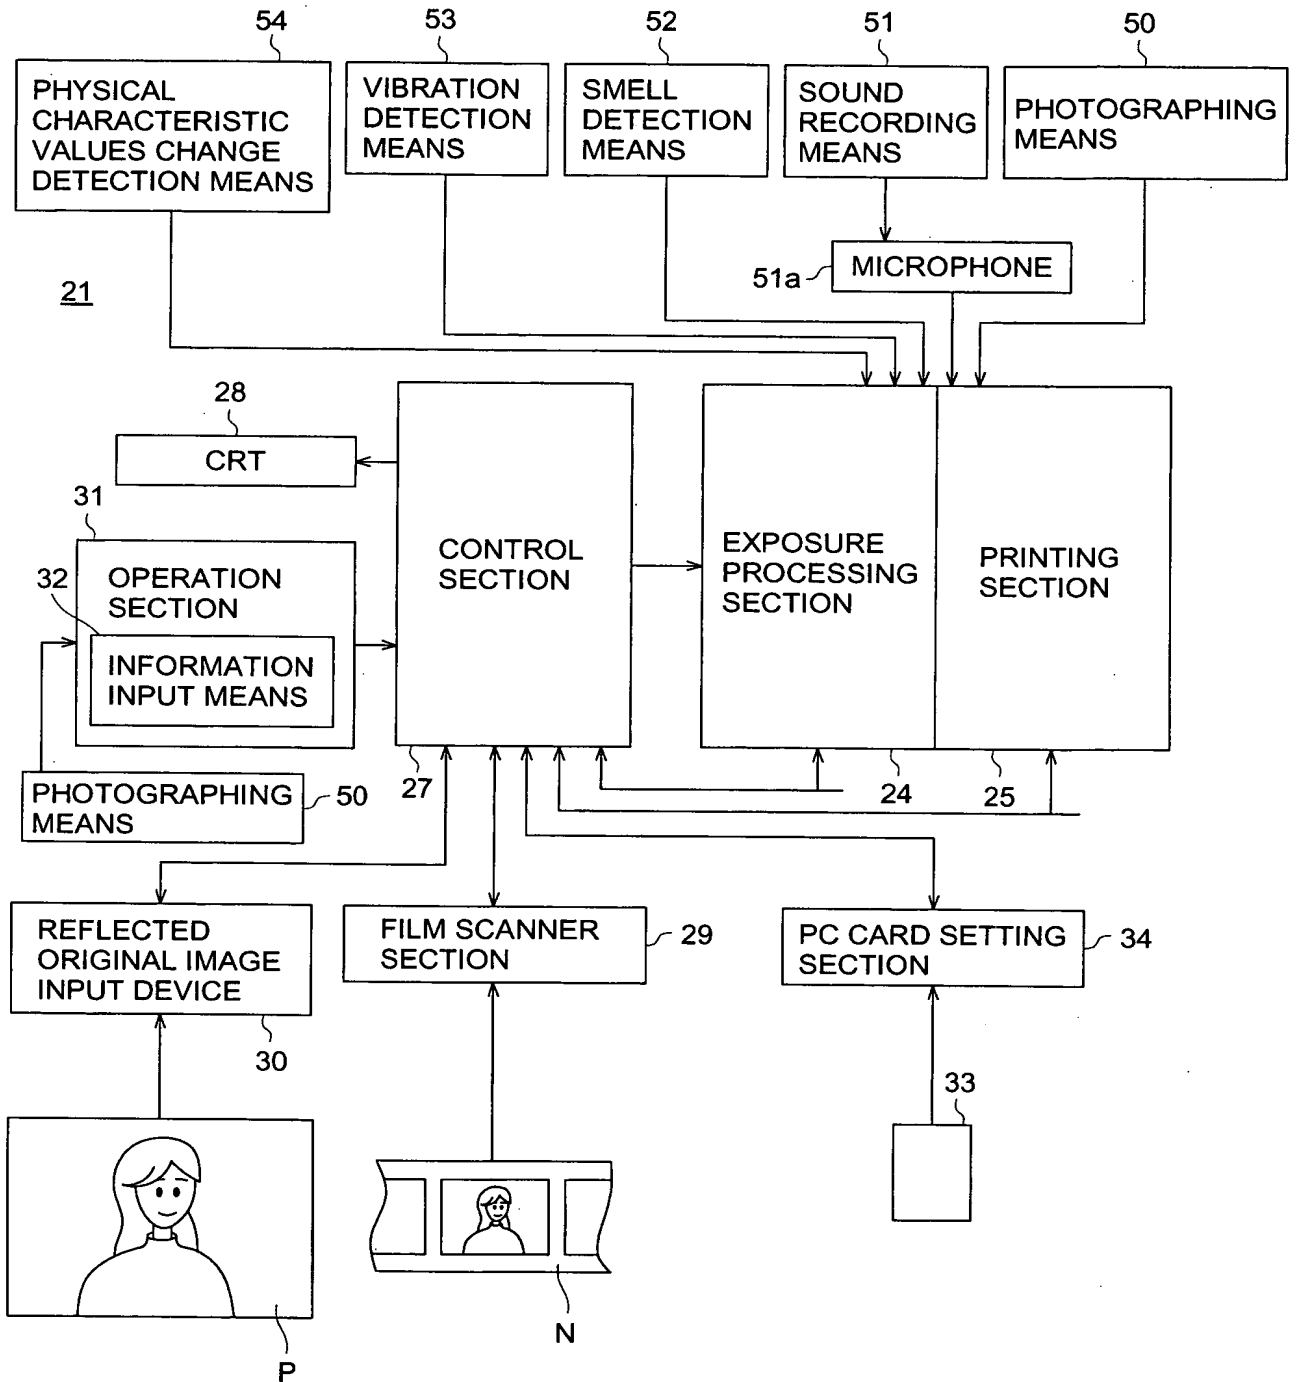 54
53
52
51
50
PHYSICAL
CHARACTERISTIC
VALUES CHANGE
DETECTION MEANS
VIBRATION
DETECTION
MEANS
SMELL
DETECTION
MEANS
SOUND
RECORDING
MEANS
PHOTOGRAPHING
MEANS
51a
MICROPHONE
21
28
CRT
31
32
OPERATION
SECTION
INFORMATION
INPUT MEANS
CONTROL
SECTION
EXPOSURE
PROCESSING
SECTION
PRINTING
SECTION
27
24
25
PHOTOGRAPHING
MEANS
50
REFLECTED
ORIGINAL IMAGE
INPUT DEVICE
30
FILM SCANNER
SECTION
29
PC CARD SETTING
SECTION
34
33
P
N